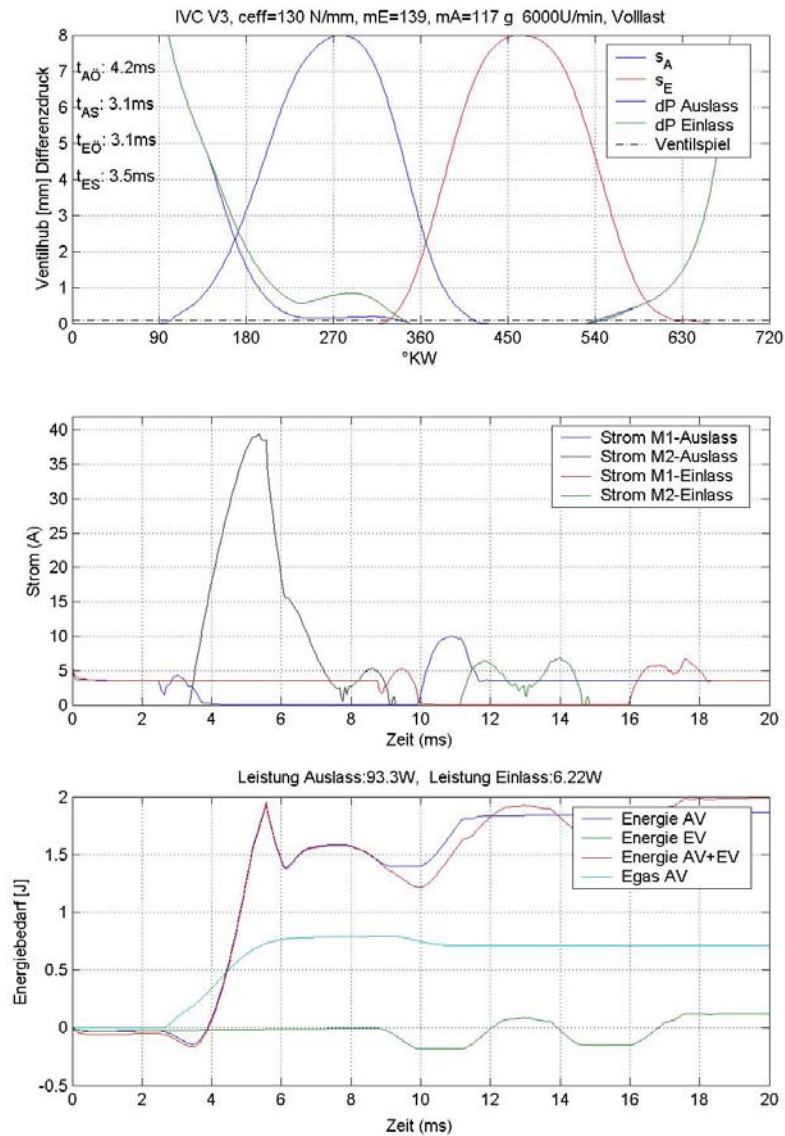 IVC V3, ceff=130 N/mm, mE=139, mA=117 g 6000U/min, Volllast
Ventilhub [mm] Differenzdruck
8
7
6
5
4
3
2
1
0
tAÖ: 4.2ms
tAS: 3.1ms
tEÖ: 3.1ms
tES: 3.5ms
sA
sE
dP Auslass
dP Einlass
Ventilspiel
0 90 180 270 360 450 540 630 720
°KW
Strom (A)
40
35
30
25
20
15
10
5
0
Strom M1-Auslass
Strom M2-Auslass
Strom M1-Einlass
Strom M2-Einlass
0 2 4 6 8 10 12 14 16 18 20
Zeit (ms)
Leistung Auslass:93.3W, Leistung Einlass:6.22W
Energiebedarf [J]
2
1.5
1
0.5
0
-0.5
Energie AV
Energie EV
Energie AV+EV
Egas AV
0 2 4 6 8 10 12 14 16 18 20
Zeit (ms)